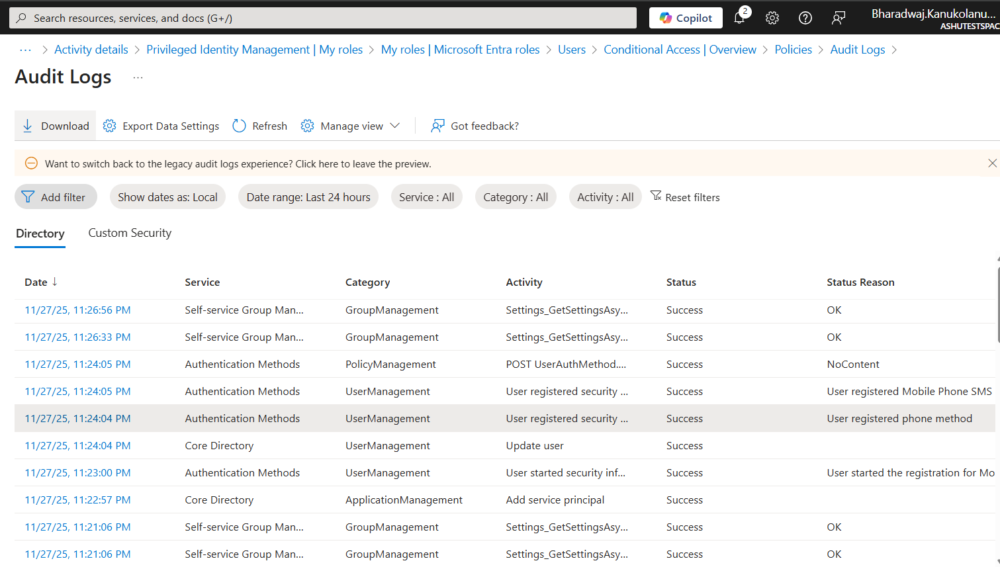 Search resources, services, and docs (G+/)
Copilot
2
Bharadwaj.Kanukolanu...
ASHUTESTSPAC
... > Activity details > Privileged Identity Management | My roles > My roles | Microsoft Entra roles > Users > Conditional Access | Overview > Policies > Audit Logs >
Audit Logs ...
Download Export Data Settings Refresh Manage view Got feedback?
Want to switch back to the legacy audit logs experience? Click here to leave the preview.
Add filter Show dates as: Local Date range: Last 24 hours Service : All Category : All Activity : All Reset filters
Directory Custom Security
Date ↓ Service Category Activity Status Status Reason
11/27/25, 11:26:56 PM Self-service Group Man... GroupManagement Settings_GetSettingsAsy... Success OK
11/27/25, 11:26:33 PM Self-service Group Man... GroupManagement Settings_GetSettingsAsy... Success OK
11/27/25, 11:24:05 PM Authentication Methods PolicyManagement POST UserAuthMethod.... Success NoContent
11/27/25, 11:24:05 PM Authentication Methods UserManagement User registered security ... Success User registered Mobile Phone SMS
11/27/25, 11:24:04 PM Authentication Methods UserManagement User registered security ... Success User registered phone method
11/27/25, 11:24:04 PM Core Directory UserManagement Update user Success
11/27/25, 11:23:00 PM Authentication Methods UserManagement User started security inf... Success User started the registration for Mo
11/27/25, 11:22:57 PM Core Directory ApplicationManagement Add service principal Success
11/27/25, 11:21:06 PM Self-service Group Man... GroupManagement Settings_GetSettingsAsy... Success OK
11/27/25, 11:21:06 PM Self-service Group Man... GroupManagement Settings_GetSettingsAsy... Success OK